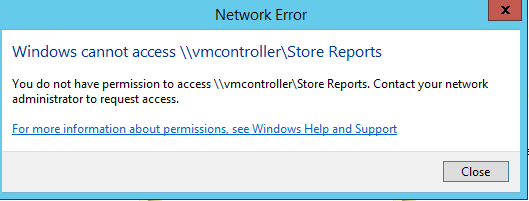 Network Error
x
Windows cannot access \\vmcontroller\Store Reports
You do not have permission to access \\vmcontroller\Store Reports. Contact your network
administrator to request access.
For more information about permissions, see Windows Help and Support
Close